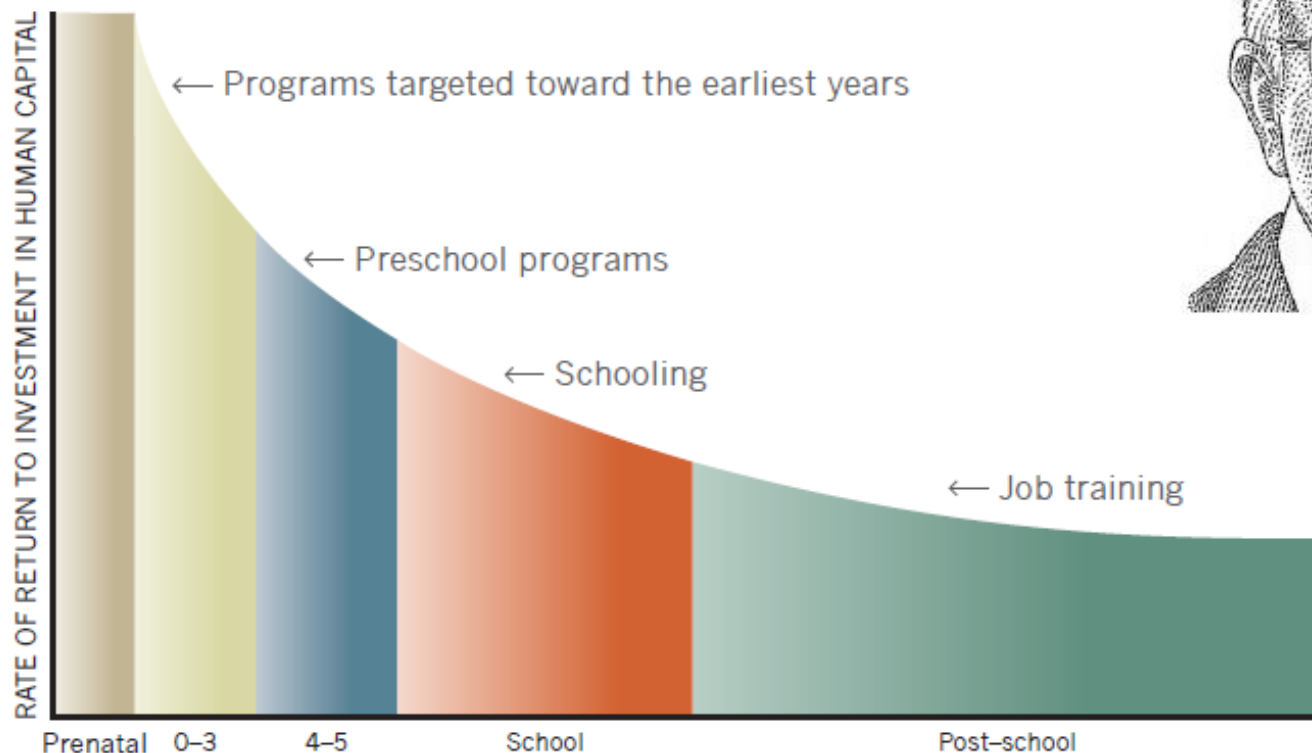 RATE OF RETURN TO INVESTMENT IN HUMAN CAPITAL
← Programs targeted toward the earliest years
← Preschool programs
← Schooling
← Job training
Prenatal 0–3 4–5 School Post–school